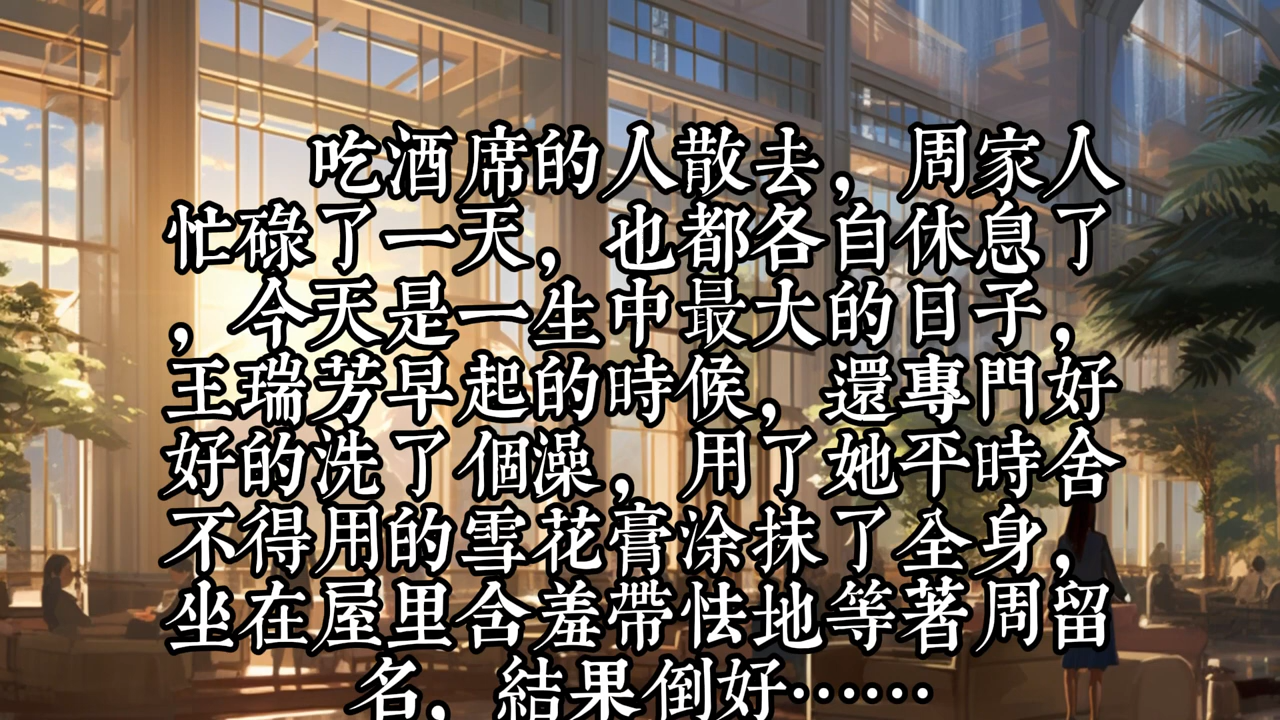 吃酒席的人散去，周家人
忙碌了一天，也都各自休息了
，今天是一生中最大的日子，
王瑞芳早起的時候，還專門好
好的洗了個澡，用了她平時舍
不得用的雪花膏涂抹了全身，
坐在屋里含羞帶怯地等著周留
名，結果倒好……